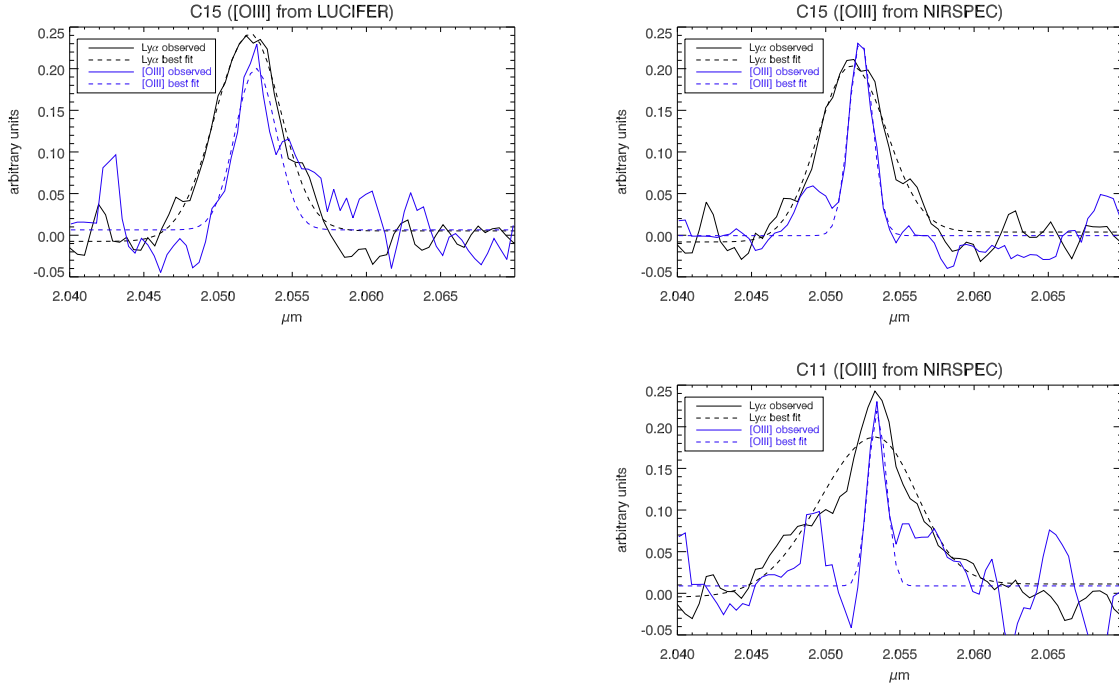 C15 ([OIII] from LUCIFER)
Lyα observed
Lyα best fit
[OIII] observed
[OIII] best fit
0.25
0.20
0.15
0.10
0.05
0.00
-0.05
arbitrary units
2.040 2.045 2.050 2.055 2.060 2.065
μm
C15 ([OIII] from NIRSPEC)
Lyα observed
Lyα best fit
[OIII] observed
[OIII] best fit
0.25
0.20
0.15
0.10
0.05
0.00
-0.05
arbitrary units
2.040 2.045 2.050 2.055 2.060 2.065
μm
C11 ([OIII] from NIRSPEC)
Lyα observed
Lyα best fit
[OIII] observed
[OIII] best fit
0.25
0.20
0.15
0.10
0.05
0.00
-0.05
arbitrary units
2.040 2.045 2.050 2.055 2.060 2.065
μm